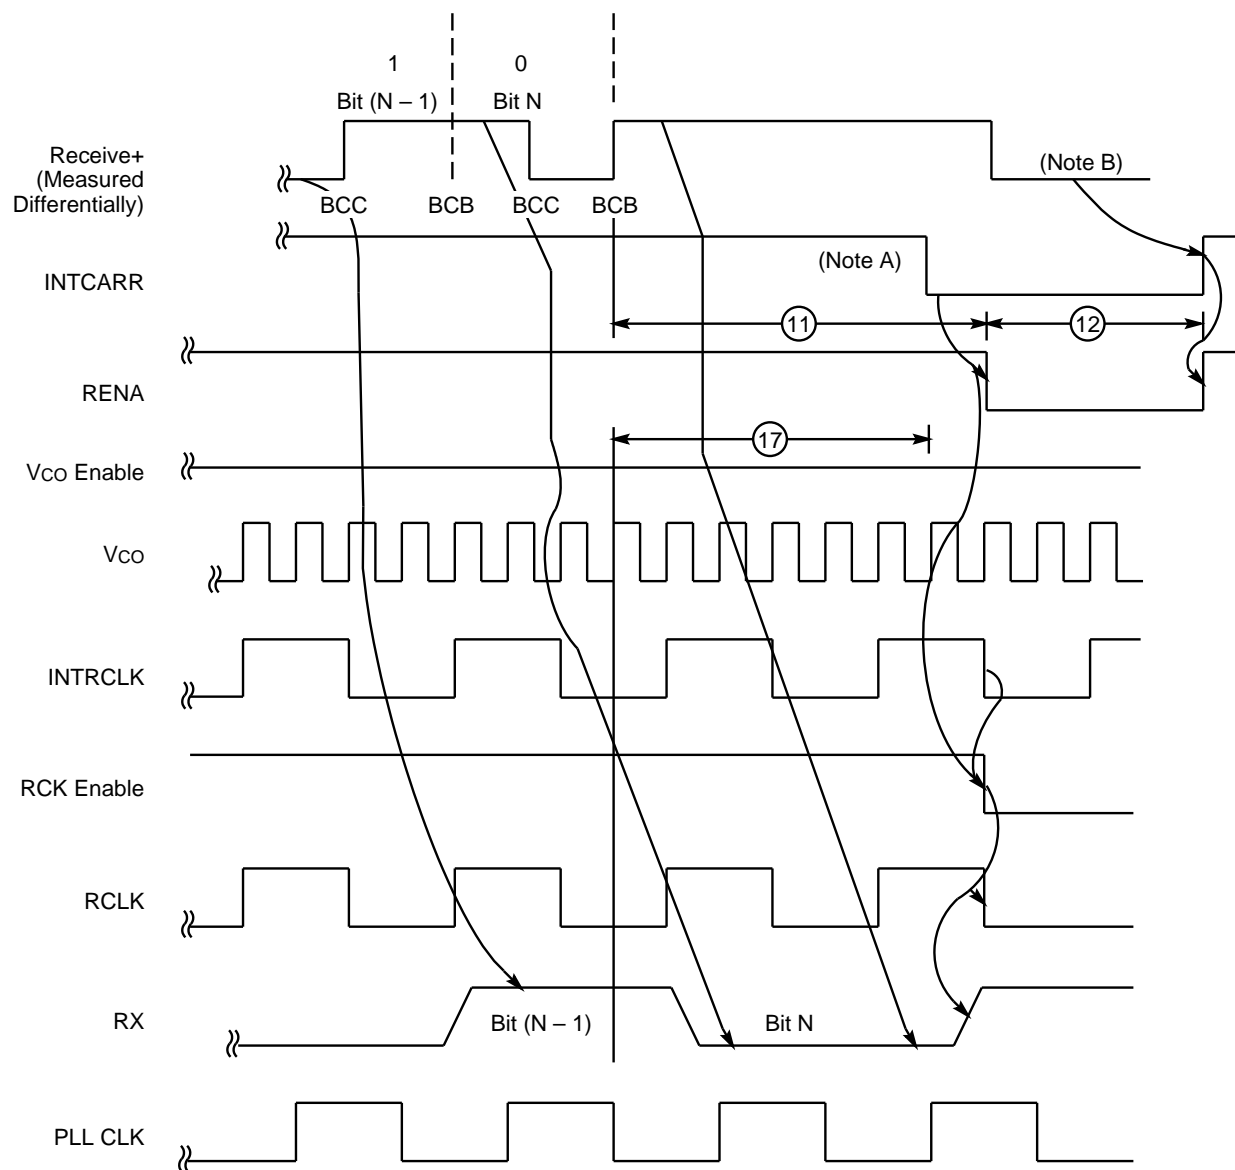 1 0
Bit (N – 1) Bit N
Receive+
(Measured
Differentially)
(Note B)
BCC BCB BCC BCB
(Note A)
INTCARR
11 12
RENA
17
VCO Enable
VCO
INTRCLK
RCK Enable
RCLK
RX
Bit (N – 1) Bit N
PLL CLK